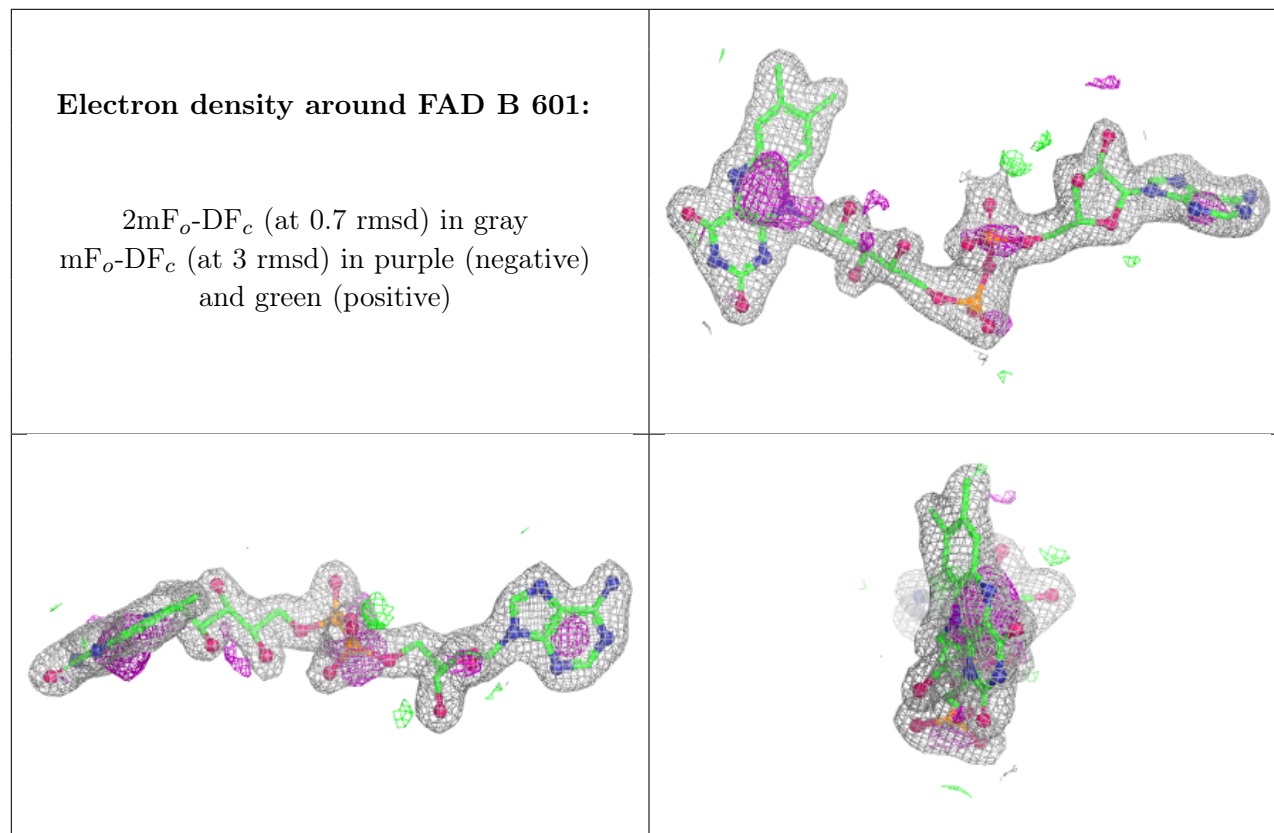 Electron density around FAD B 601:
2mFo-DFc (at 0.7 rmsd) in gray
mFo-DFc (at 3 rmsd) in purple (negative)
and green (positive)